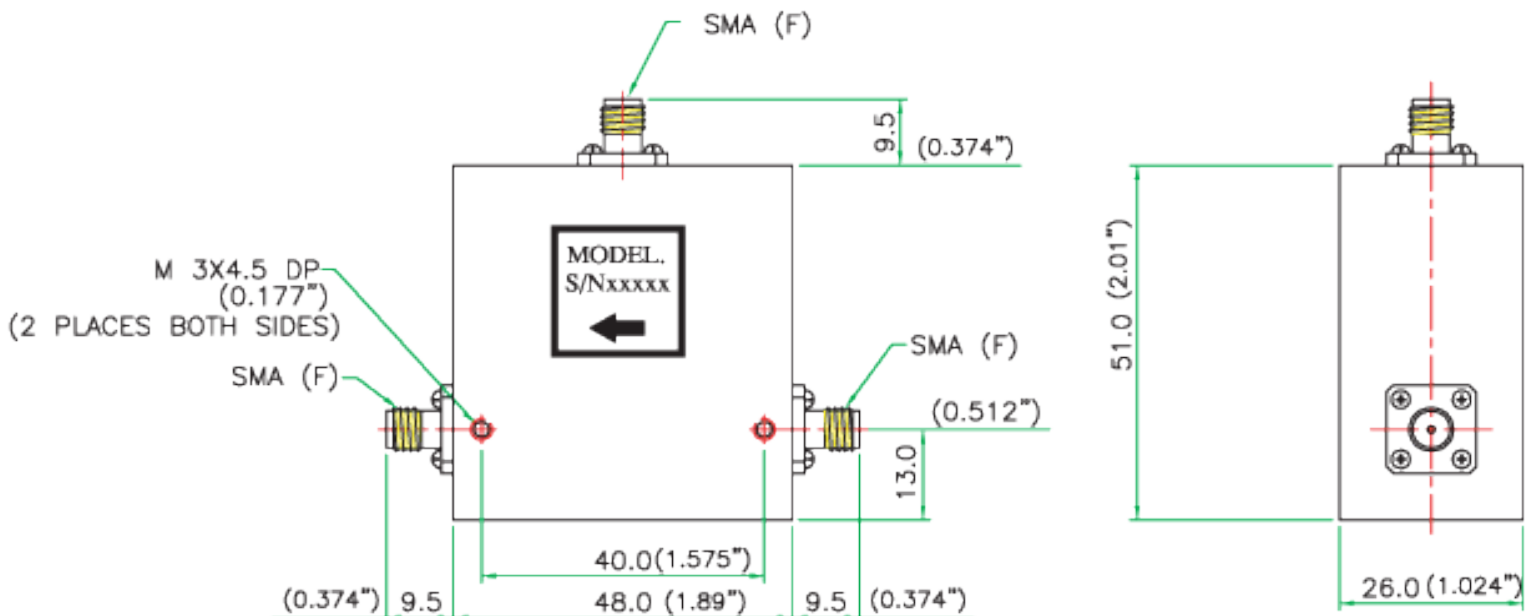 SMA (F)
9.5
(0.374")
MODEL.
S/Nxxxxx
M 3X4.5 DP
(0.177")
(2 PLACES BOTH SIDES)
SMA (F)
SMA (F)
(0.512")
13.0
40.0(1.575")
(0.374") 9.5 48.0 (1.89") 9.5 (0.374")
51.0 (2.01")
26.0 (1.024")